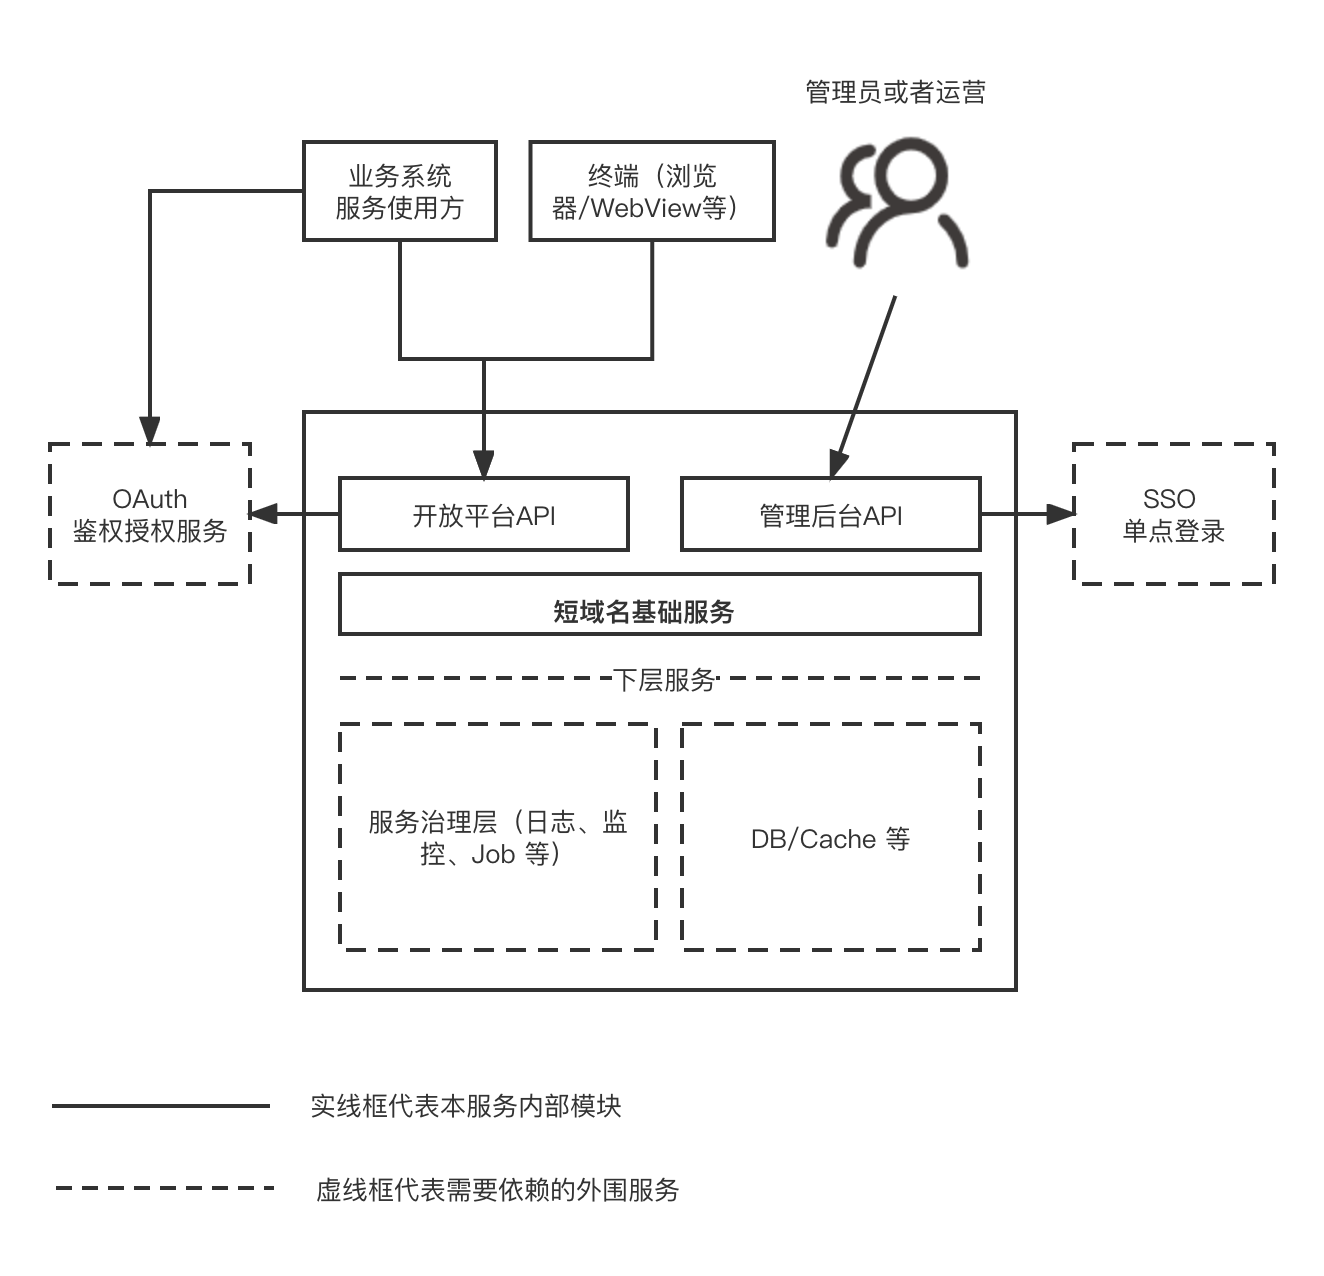 管理员或者运营
业务系统
服务使用方
终端（浏览
器/WebView等）
OAuth
鉴权授权服务
开放平台API
管理后台API
SSO
单点登录
短域名基础服务
下层服务
服务治理层（日志、监
控、Job 等）
DB/Cache 等
实线框代表本服务内部模块
虚线框代表需要依赖的外围服务